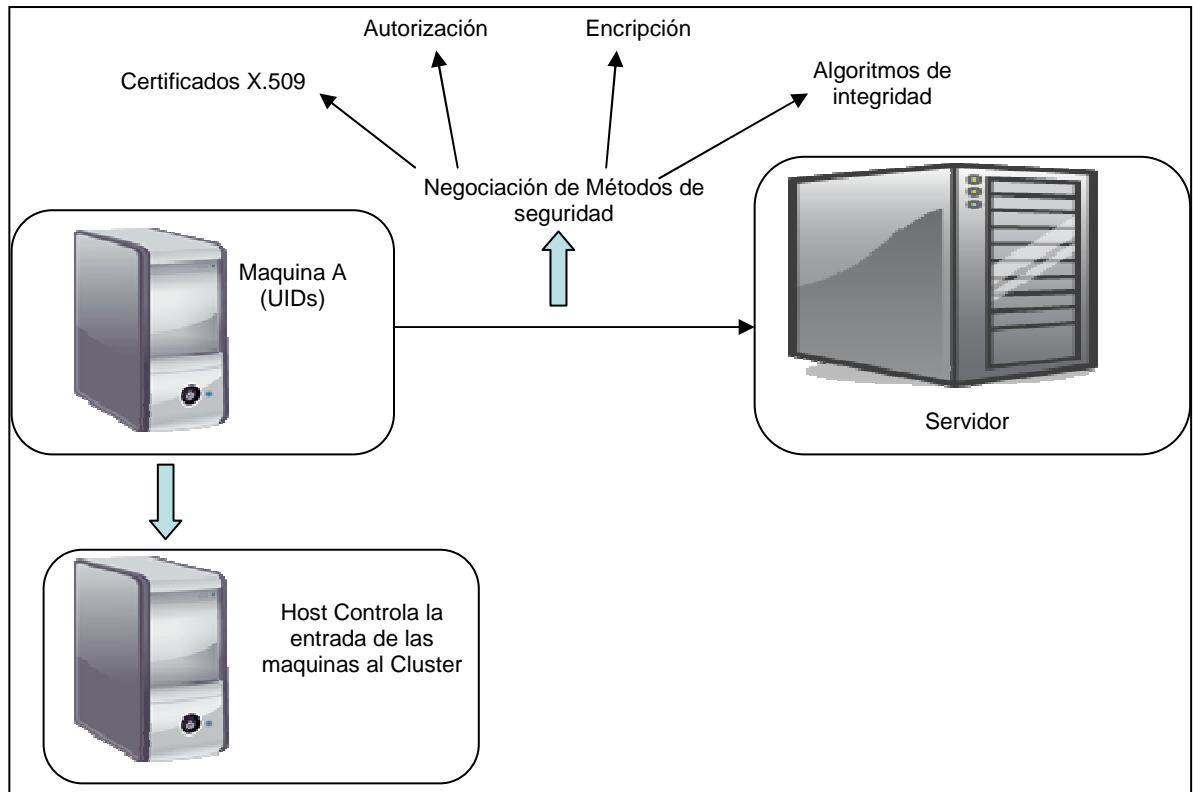 Autorización
Encripción
Certificados X.509
Algoritmos de
integridad
Negociación de Métodos de
seguridad
Maquina A
(UIDs)
Servidor
Host Controla la
entrada de las
maquinas al Cluster